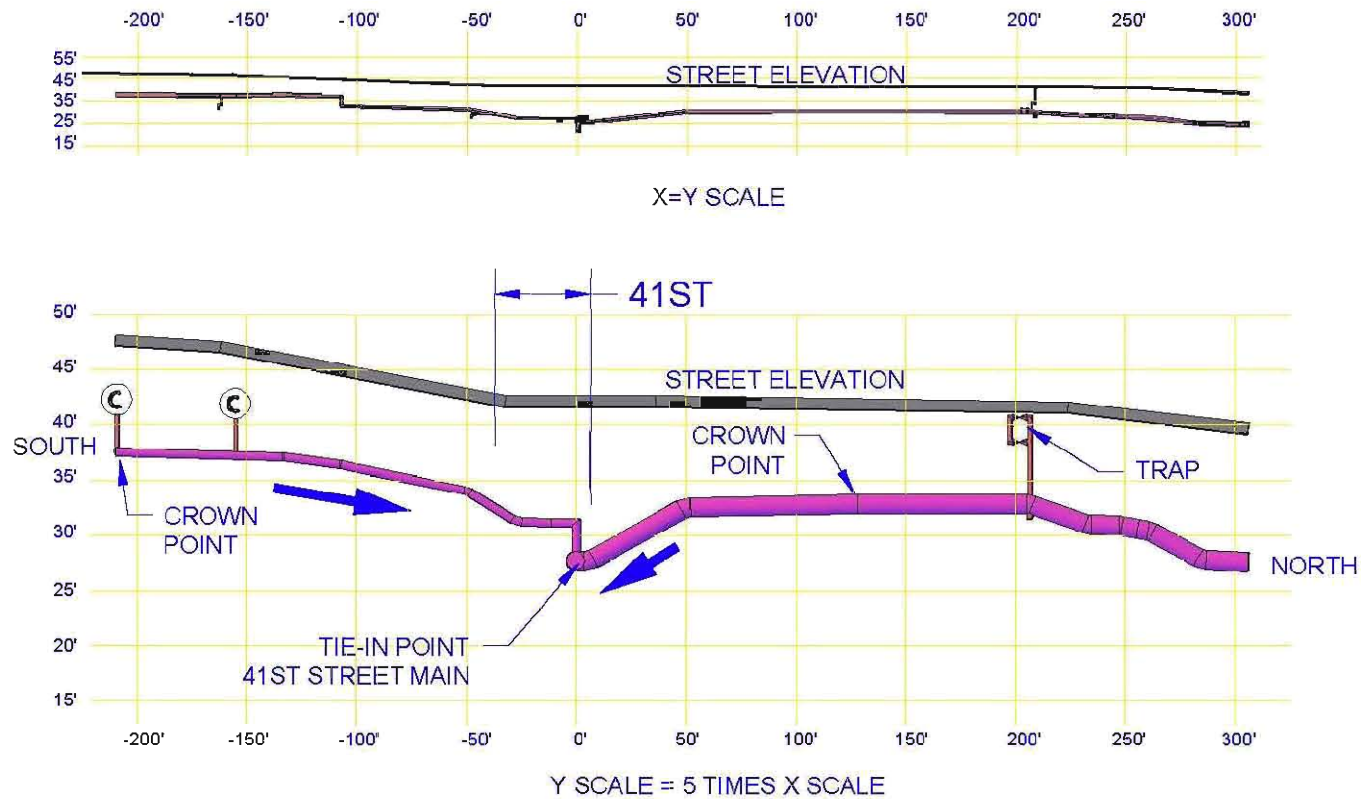 -200' -150' -100' -50' 0' 50' 100' 150' 200' 250' 300'
55'
45'
35'
25'
15'
STREET ELEVATION
X=Y SCALE
41ST
50'
45'
40'
35'
30'
25'
20'
15'
STREET ELEVATION
C
C
SOUTH
CROWN
POINT
CROWN
POINT
TRAP
NORTH
TIE-IN POINT
41ST STREET MAIN
-200' -150' -100' -50' 0' 50' 100' 150' 200' 250' 300'
Y SCALE = 5 TIMES X SCALE